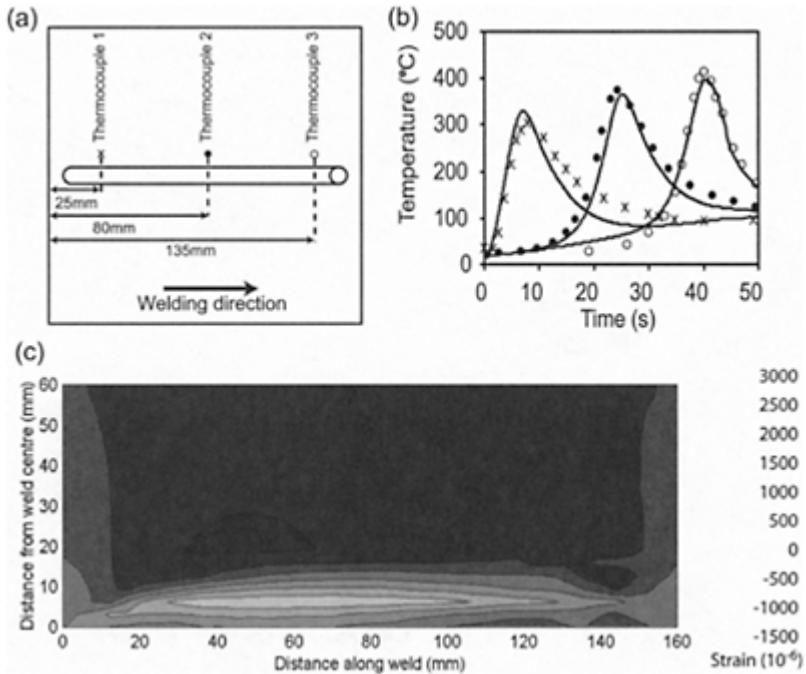 (a)
Thermocouple 1
Thermocouple 2
Thermocouple 3
25mm
80mm
135mm
Welding direction
(b)
Temperature (ºC)
500
400
300
200
100
0
0 10 20 30 40 50
Time (s)
(c)
Distance from weld centre (mm)
60
50
40
30
20
10
0
0 20 40 60 80 100 120 140 160
Distance along weld (mm)
3000
2500
2000
1500
1000
500
0
-500
-1000
-1500
Strain (10⁻⁶)